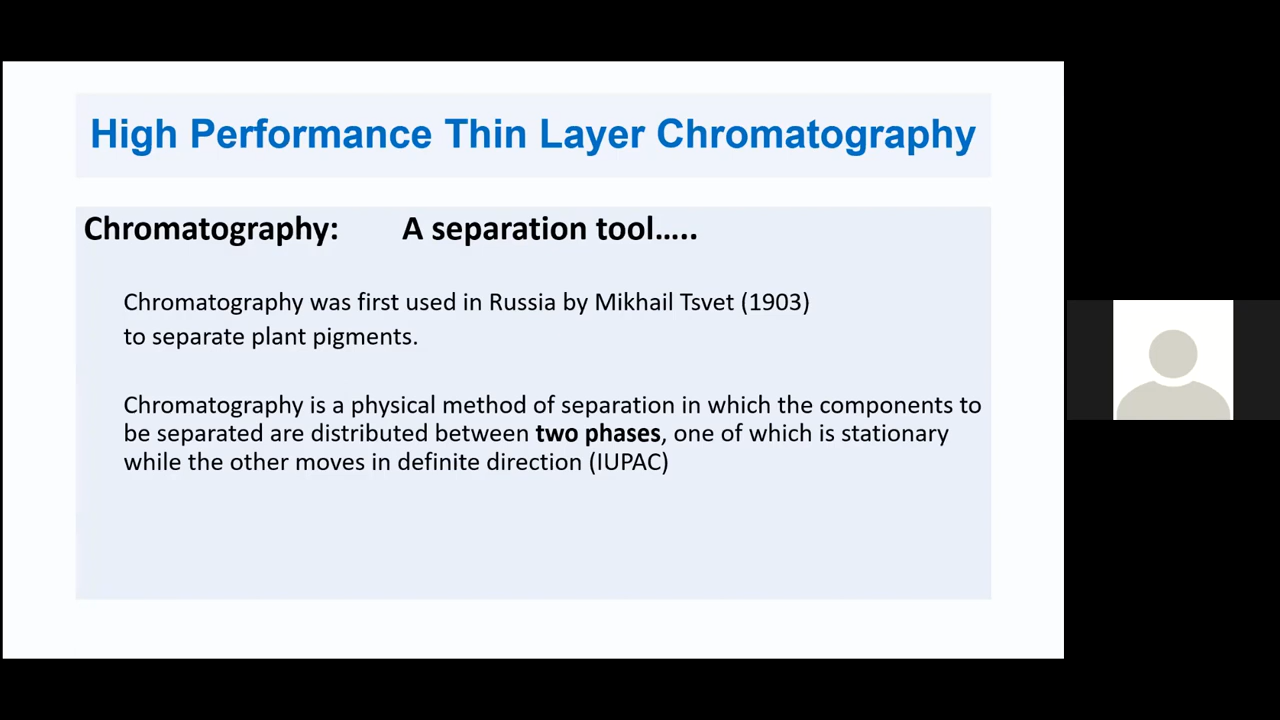 High Performance Thin Layer Chromatography
Chromatography: A separation tool…..
Chromatography was first used in Russia by Mikhail Tsvet (1903)
to separate plant pigments.
Chromatography is a physical method of separation in which the components to
be separated are distributed between two phases, one of which is stationary
while the other moves in definite direction (IUPAC)